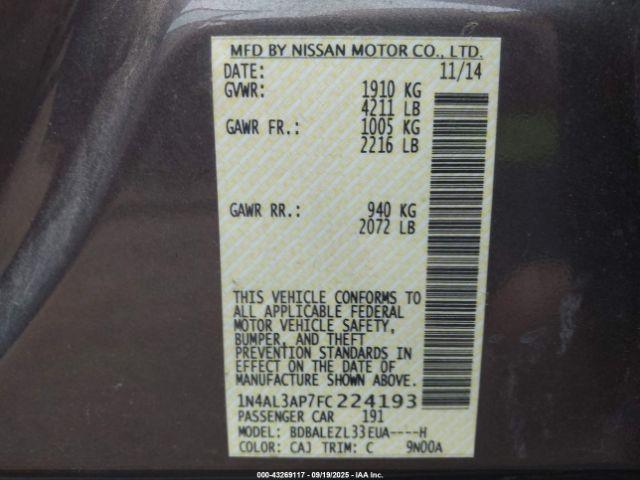 MFD BY NISSAN MOTOR CO., LTD.
DATE: 11/14
GVWR: 1910 KG
4211 LB
GAWR FR.: 1005 KG
2216 LB
GAWR RR.: 940 KG
2072 LB
THIS VEHICLE CONFORMS TO
ALL APPLICABLE FEDERAL
MOTOR VEHICLE SAFETY,
BUMPER, AND THEFT
PREVENTION STANDARDS IN
EFFECT ON THE DATE OF
MANUFACTURE SHOWN ABOVE.
1N4AL3AP7FC224193
PASSENGER CAR 191
MODEL: BDBALEZL33EUA----H
COLOR: CAJ TRIM: C 9N00A
000-43269117 - 09/19/2025 - IAAI.COM